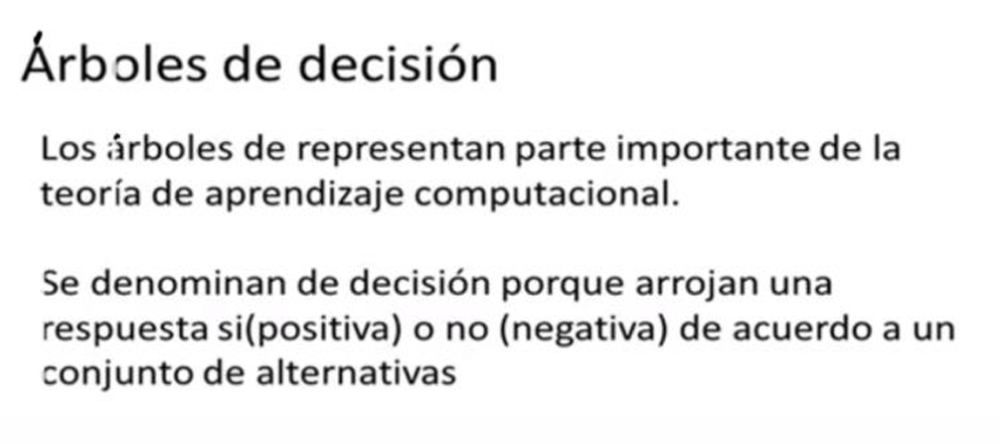 Árboles de decisión
Los árboles de representan parte importante de la
teoría de aprendizaje computacional.
Se denominan de decisión porque arrojan una
respuesta si(positiva) o no (negativa) de acuerdo a un
conjunto de alternativas